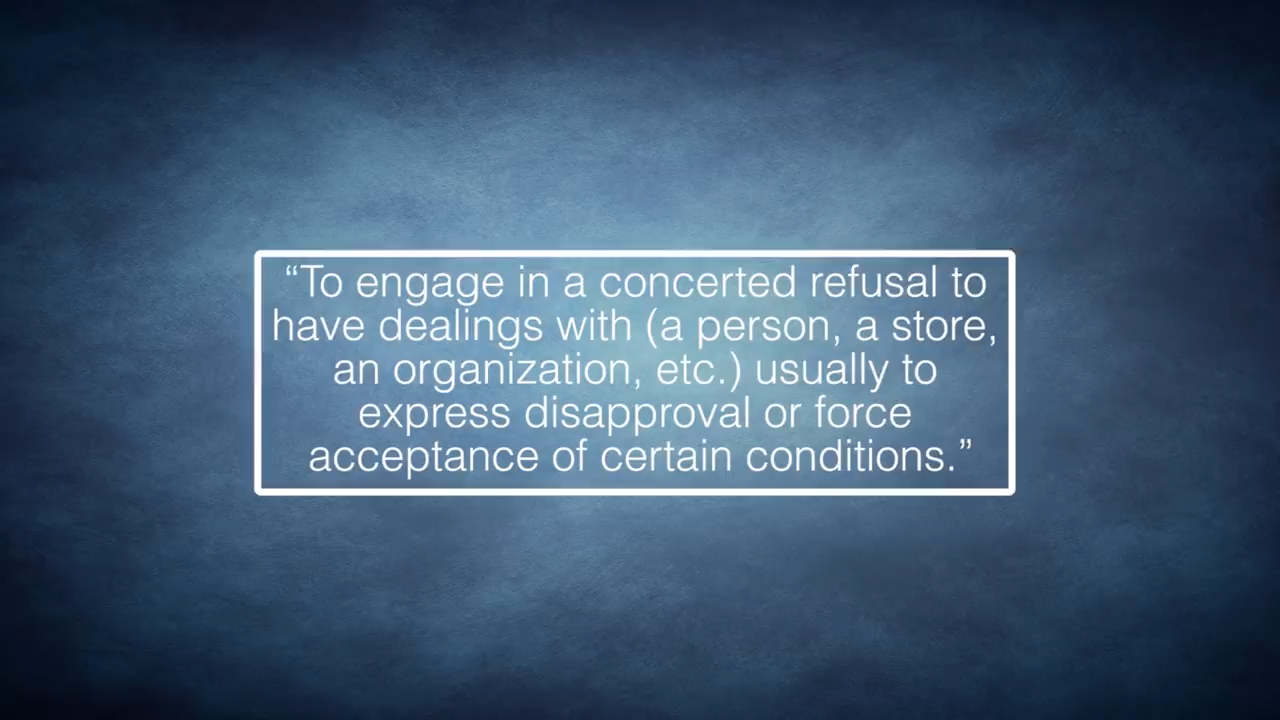 “To engage in a concerted refusal to
have dealings with (a person, a store,
an organization, etc.) usually to
express disapproval or force
acceptance of certain conditions.”